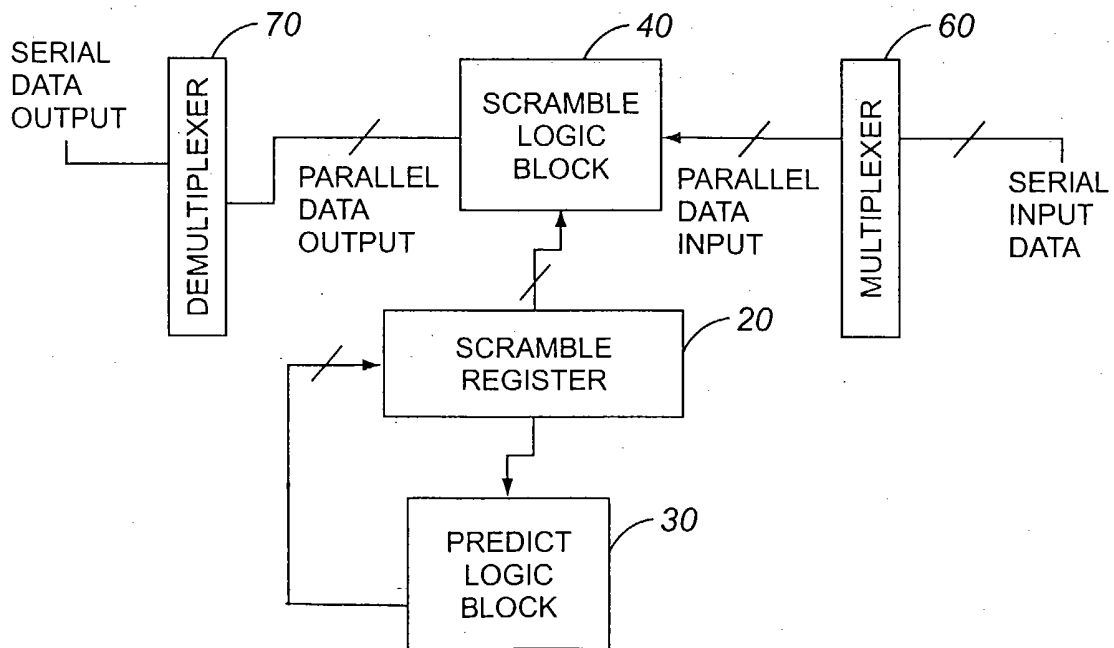 70
SERIAL
DATA
OUTPUT
DEMULTIPLEXER
PARALLEL
DATA
OUTPUT
40
SCRAMBLE
LOGIC
BLOCK
PARALLEL
DATA
INPUT
60
MULTIPLEXER
SERIAL
INPUT
DATA
20
SCRAMBLE
REGISTER
30
PREDICT
LOGIC
BLOCK